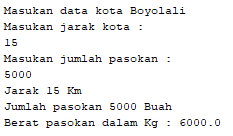 Masukan data kota Boyolali
Masukan jarak kota :
15
Masukan jumlah pasokan :
5000
Jarak 15 Km
Jumlah pasokan 5000 Buah
Berat pasokan dalam Kg : 6000.0